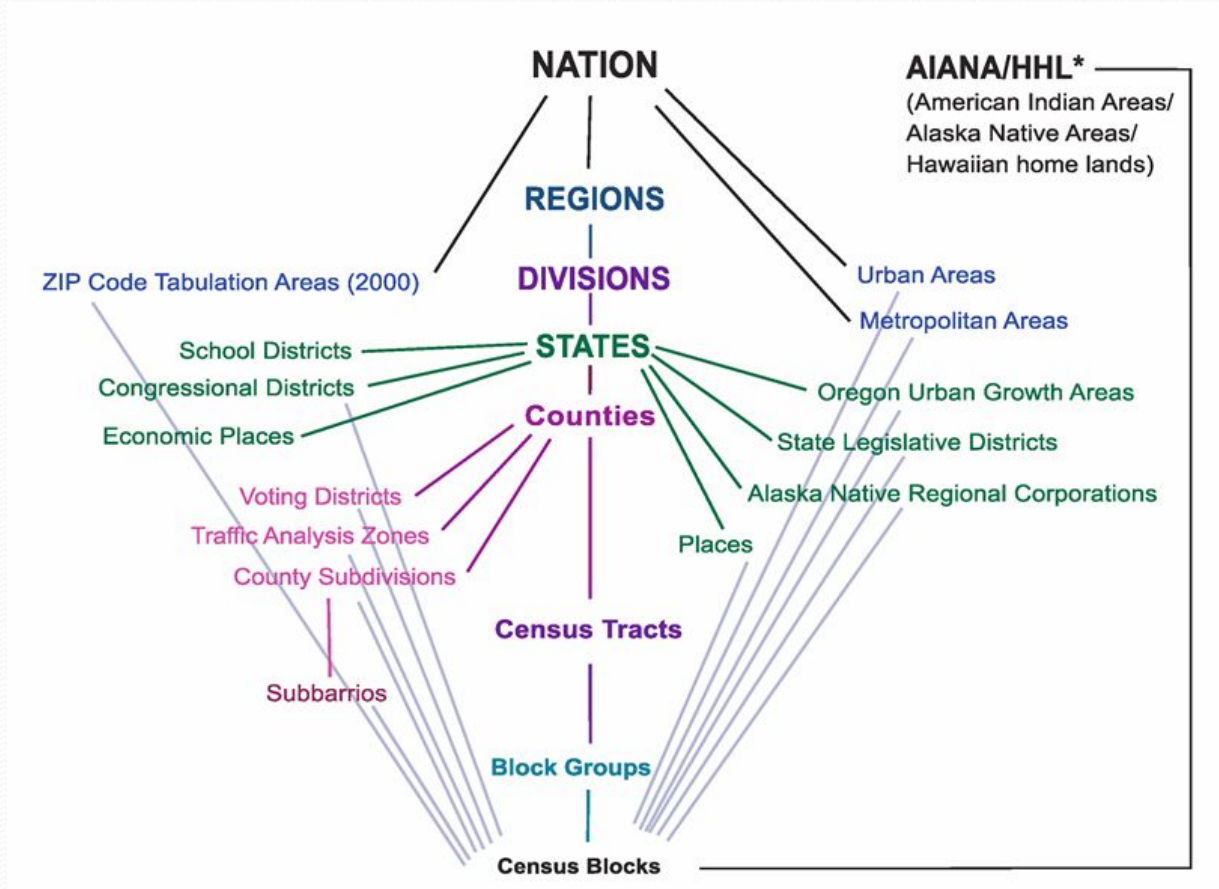 NATION
AIANA/HHL*
(American Indian Areas/
Alaska Native Areas/
Hawaiian home lands)
REGIONS
ZIP Code Tabulation Areas (2000)
DIVISIONS
Urban Areas
Metropolitan Areas
School Districts
STATES
Congressional Districts
Oregon Urban Growth Areas
Counties
Economic Places
State Legislative Districts
Voting Districts
Alaska Native Regional Corporations
Traffic Analysis Zones
Places
County Subdivisions
Census Tracts
Subbarrios
Block Groups
Census Blocks